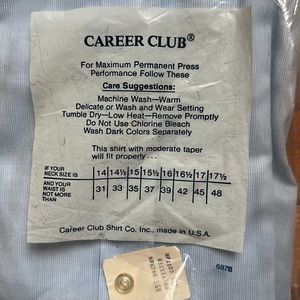 CAREER CLUB®
For Maximum Permanent Press
Performance Follow These
Care Suggestions:
Machine Wash—Warm
Delicate or Wash and Wear Setting
Tumble Dry—Low Heat—Remove Promptly
Do Not Use Chlorine Bleach
Wash Dark Colors Separately
This shirt with moderate taper
will fit properly . . .
IF YOUR NECK SIZE IS 14 14½ 15 15½ 16 16½ 17 17½
AND YOUR WAIST IS NOT MORE THAN 31 33 35 37 39 42 45 48
Career Club Shirt Co. Inc., made in U.S.A.
POLYESTER
COTTON
687B